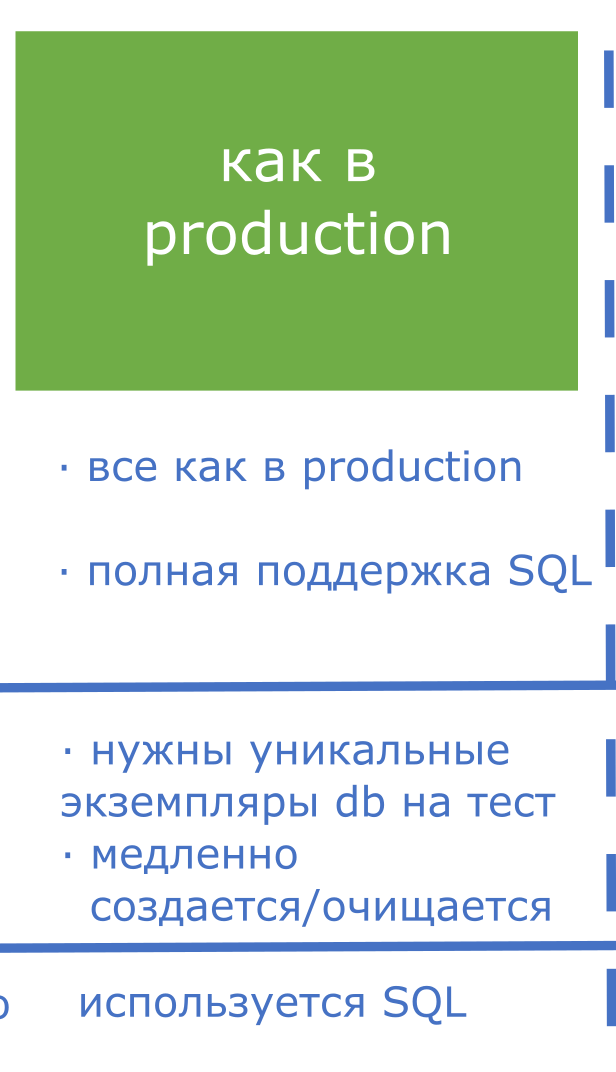 как в
production
· все как в production
· полная поддержка SQL
· нужны уникальные
экземпляры db на тест
· медленно
создается/очищается
используется SQL